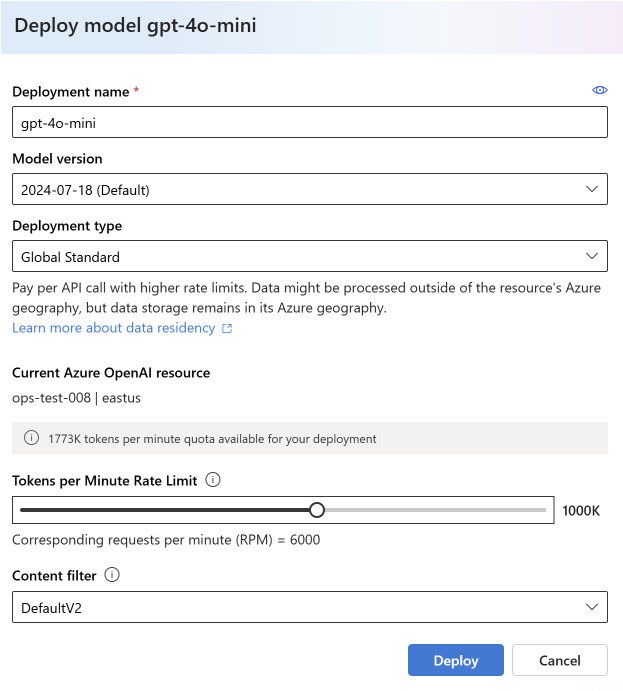 Deploy model gpt-4o-mini
Deployment name *
gpt-4o-mini
Model version
2024-07-18 (Default)
Deployment type
Global Standard
Pay per API call with higher rate limits. Data might be processed outside of the resource's Azure
geography, but data storage remains in its Azure geography.
Learn more about data residency
Current Azure OpenAI resource
ops-test-008 | eastus
1773K tokens per minute quota available for your deployment
Tokens per Minute Rate Limit
1000K
Corresponding requests per minute (RPM) = 6000
Content filter
DefaultV2
Deploy
Cancel